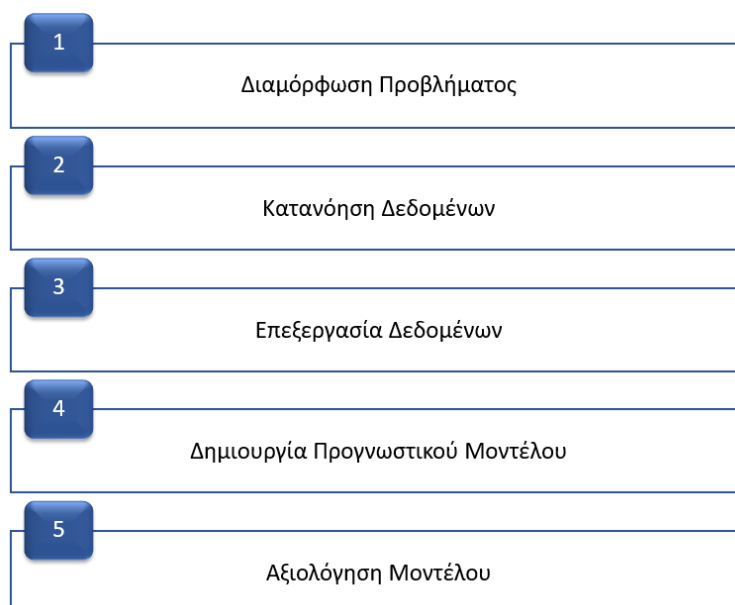 1
Διαμόρφωση Προβλήματος
2
Κατανόηση Δεδομένων
3
Επεξεργασία Δεδομένων
4
Δημιουργία Προγνωστικού Μοντέλου
5
Αξιολόγηση Μοντέλου